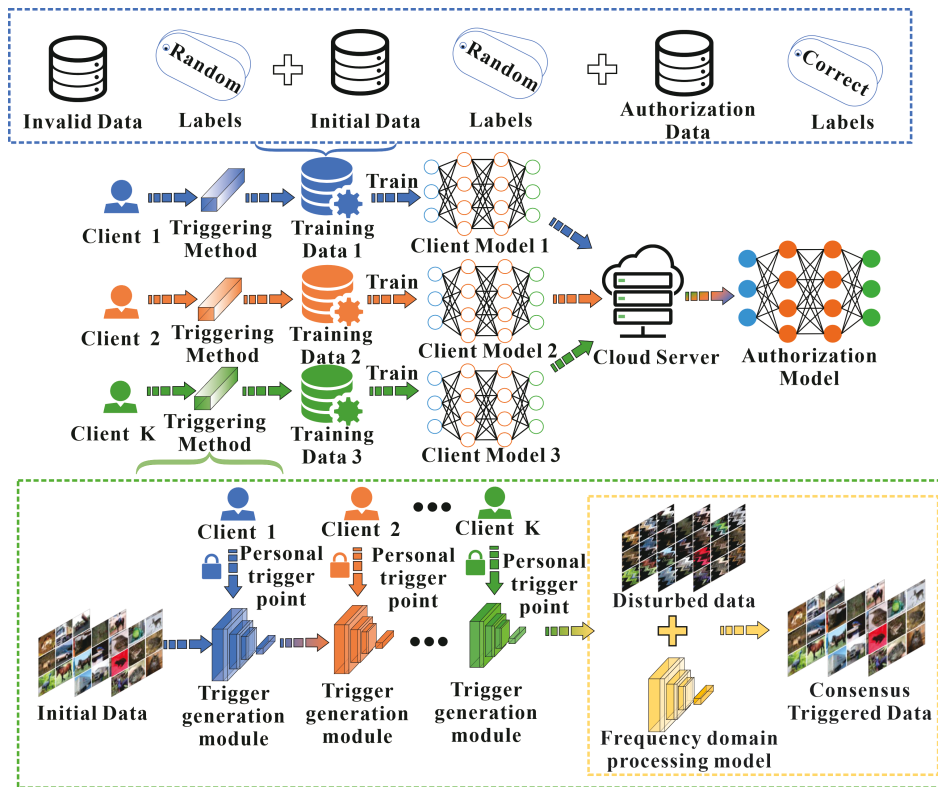 Random
Random
Correct
Invalid Data
Labels
Initial Data
Labels
Authorization
Data
Labels
Client 1
Triggering
Method
Training
Data 1
Train
Client Model 1
Client 2
Triggering
Method
Training
Data 2
Train
Client Model 2
Cloud Server
Authorization
Model
Client K
Triggering
Method
Training
Data 3
Train
Client Model 3
Client 1
Client 2
Client K
Personal
trigger
point
Personal
trigger
point
Personal
trigger
point
Initial Data
Trigger
generation
module
Trigger
generation
module
Trigger
generation
module
Disturbed data
Frequency domain
processing model
Consensus
Triggered Data